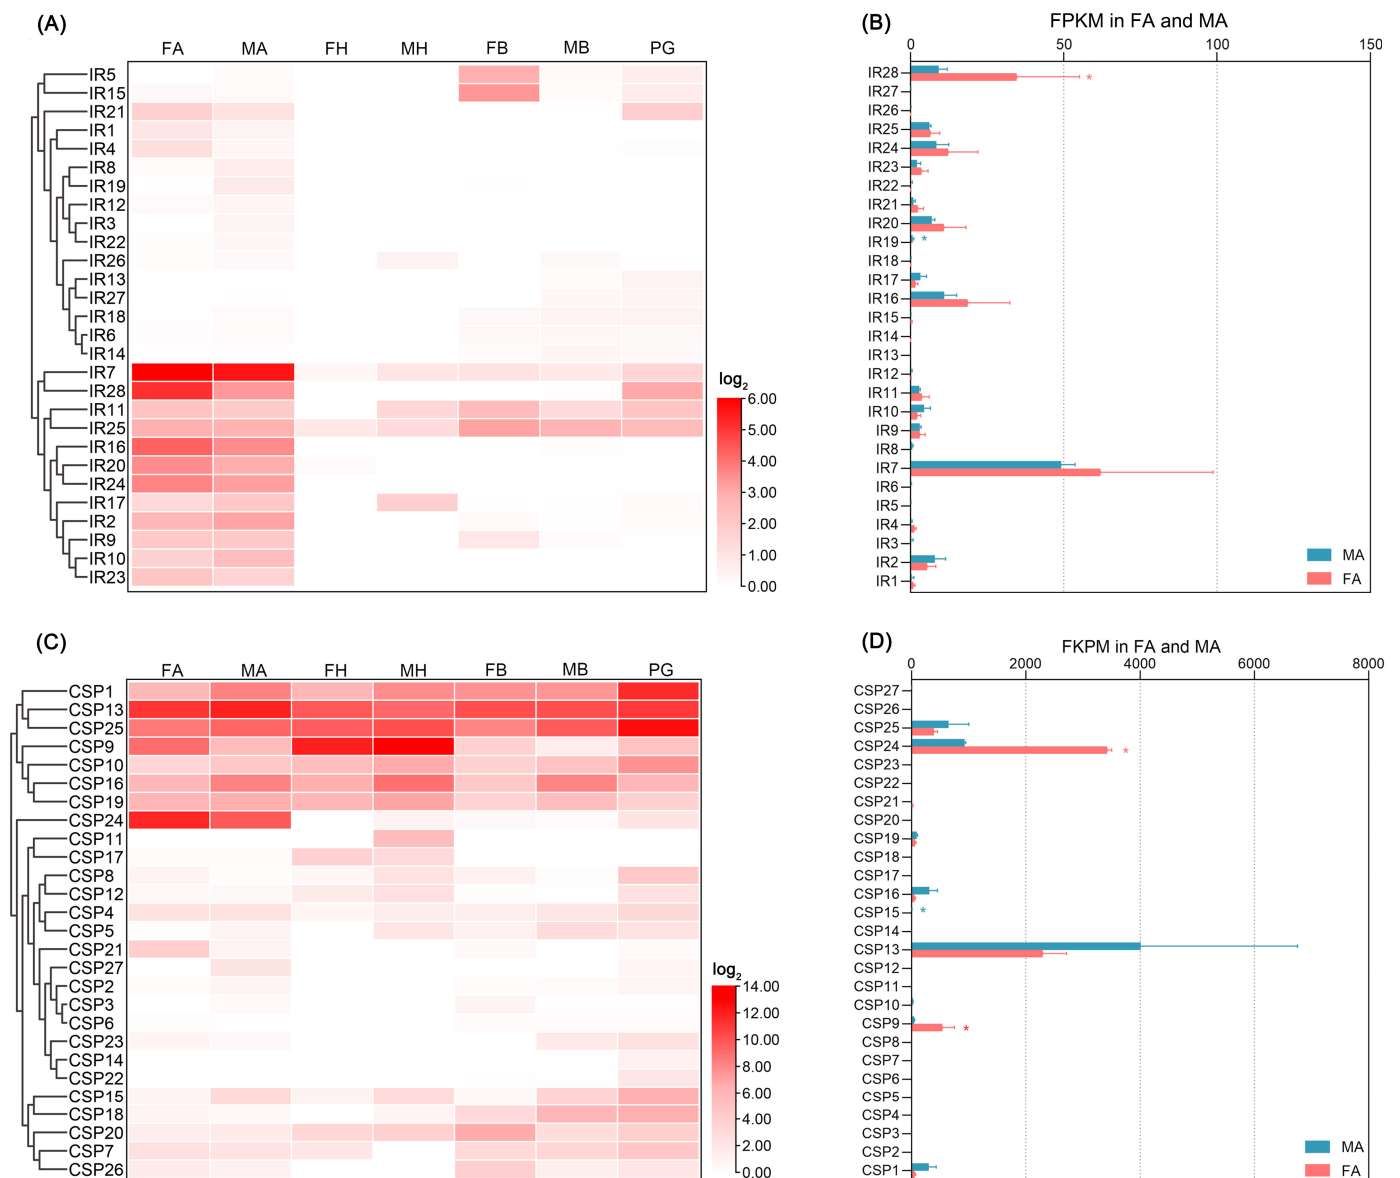 (A)
FA MA FH MH FB MB PG
IR5
IR15
IR21
IR1
IR4
IR8
IR19
IR12
IR3
IR22
IR26
IR13
IR27
IR18
IR6
IR14
IR7
IR28
IR11
IR25
IR16
IR20
IR24
IR17
IR2
IR9
IR10
IR23
log2
6.00
5.00
4.00
3.00
2.00
1.00
0.00
(B)
FPKM in FA and MA
0 50 100 150
IR28 *
IR27
IR26
IR25
IR24
IR23
IR22
IR21
IR20
IR19 *
IR18
IR17
IR16
IR15
IR14
IR13
IR12
IR11
IR10
IR9
IR8
IR7
IR6
IR5
IR4
IR3
IR2
IR1
MA
FA
(C)
FA MA FH MH FB MB PG
CSP1
CSP13
CSP25
CSP9
CSP10
CSP16
CSP19
CSP24
CSP11
CSP17
CSP8
CSP12
CSP4
CSP5
CSP21
CSP27
CSP2
CSP3
CSP6
CSP23
CSP14
CSP22
CSP15
CSP18
CSP20
CSP7
CSP26
log2
14.00
12.00
10.00
8.00
6.00
4.00
2.00
0.00
(D)
FKPM in FA and MA
0 2000 4000 6000 8000
CSP27
CSP26
CSP25
CSP24 *
CSP23
CSP22
CSP21
CSP20
CSP19
CSP18
CSP17
CSP16
CSP15 *
CSP14
CSP13
CSP12
CSP11
CSP10
CSP9 *
CSP8
CSP7
CSP6
CSP5
CSP4
CSP3
CSP2
CSP1
MA
FA